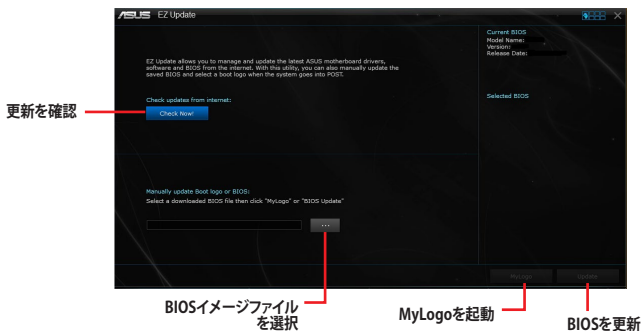 ASUS EZ Update
Current BIOS
Model Name:
Version:
Release Date:
EZ Update allows you to manage and update the latest ASUS motherboard drivers,
software and BIOS from the internet. With this utility, you can also manually update the
saved BIOS and select a boot logo when the system goes into POST.
Check updates from internet:
Check Now!
Selected BIOS
更新を確認
Manually update Boot logo or BIOS:
Select a downloaded BIOS file then click "MyLogo" or "BIOS Update"
...
MyLogo
Update
BIOSイメージファイル
を選択
MyLogoを起動
BIOSを更新